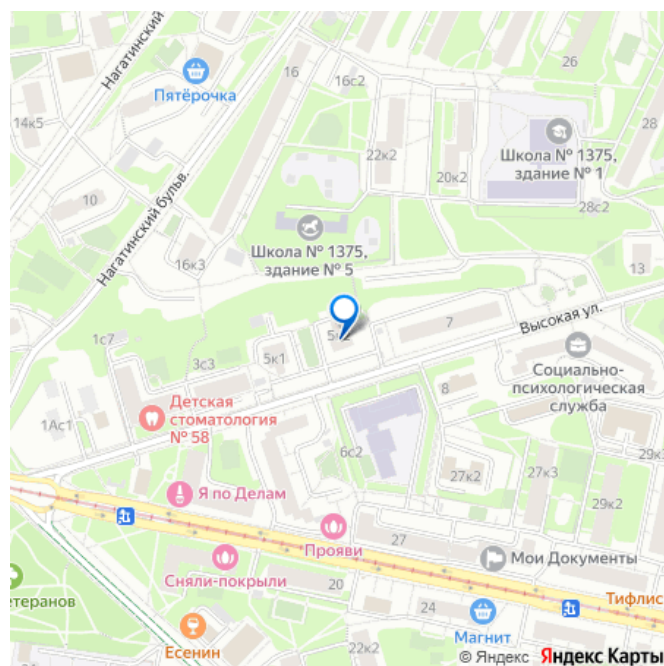 Нагатинский
26
16
16с2
Пятёрочка
14к5
28
22к2
Школа № 1375,
здание № 1
20к2
10
28с2
Нагатинский бульв.
Школа № 1375,
здание № 5
16к3
13
Высокая ул.
7
1с7
5к1
3с3
Социально-
психологическая
служба
8
Детская
стоматология
№ 58
1Ас1
6с2
27к2
27к3
29к3
29к2
Я по Делам
Прояви
27
Мои Документы
Сняли-покрыли
20
етеранов
24
Тифлис
Магнит
Есенин
© Яндекс Яндекс Карты